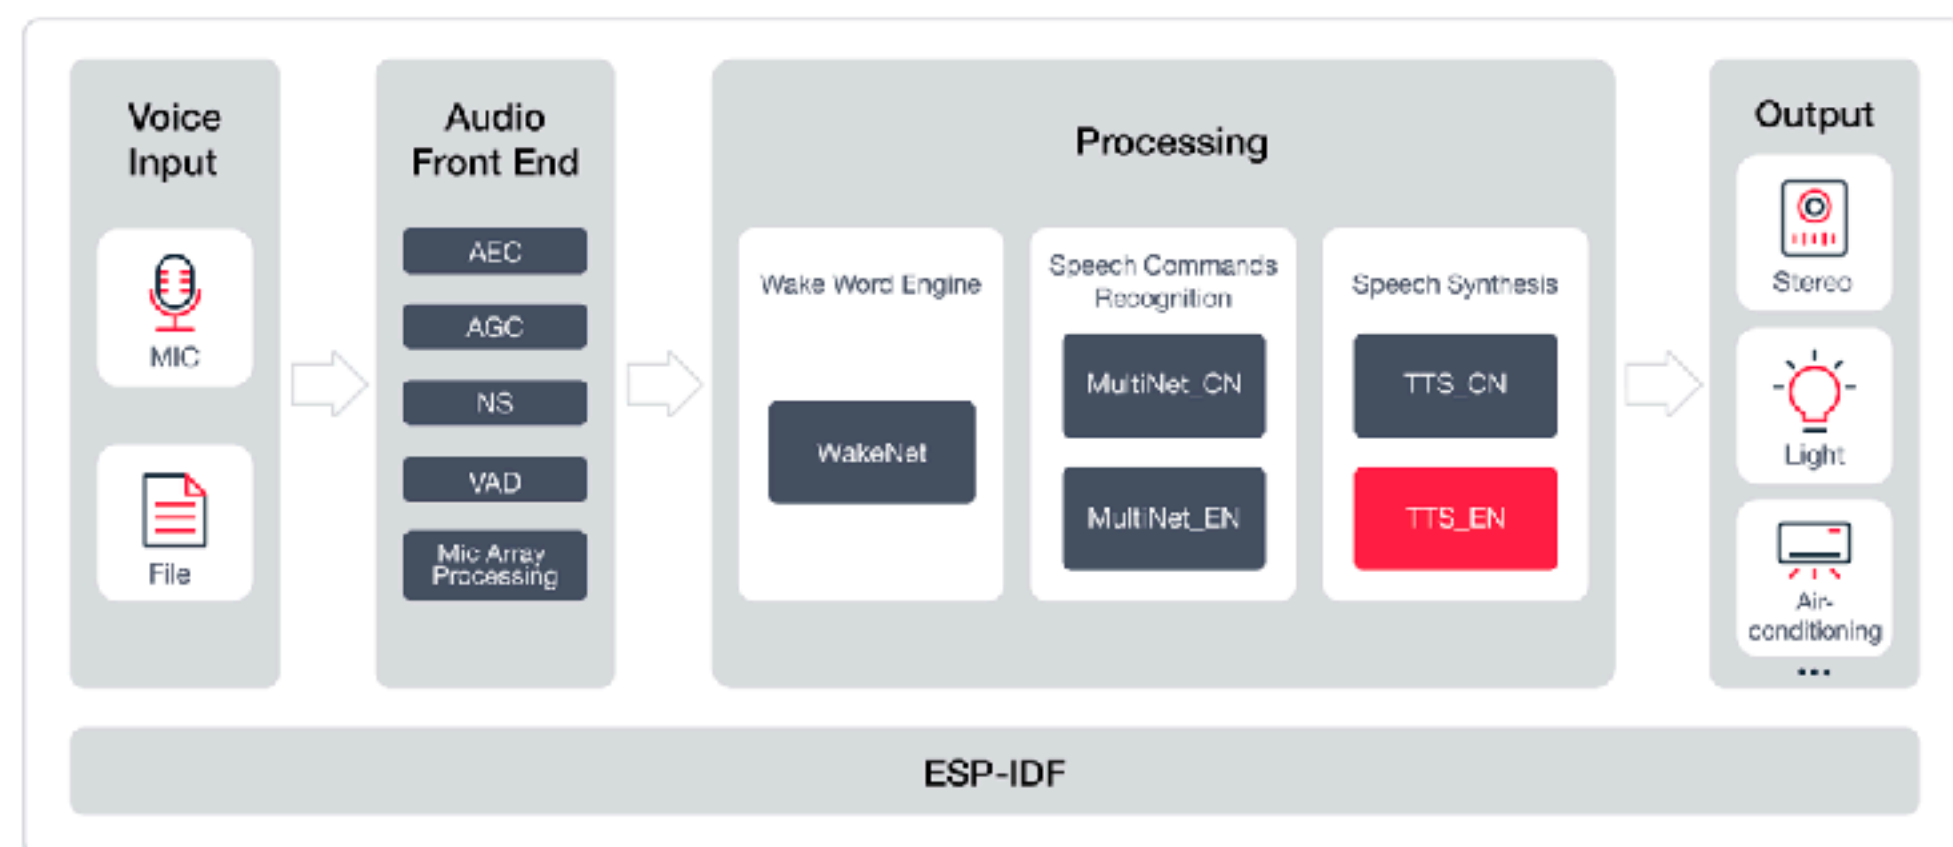 Voice
Input
MIC
File
Audio
Front End
AEC
AGC
NS
VAD
Mic Array
Processing
Processing
Wake Word Engine
WakeNet
Speech Commands
Recognition
MultiNet_CN
MultiNet_EN
Speech Synthesis
TTS_CN
TTS_EN
Output
Stereo
Light
Air-
conditioning
...
ESP-IDF